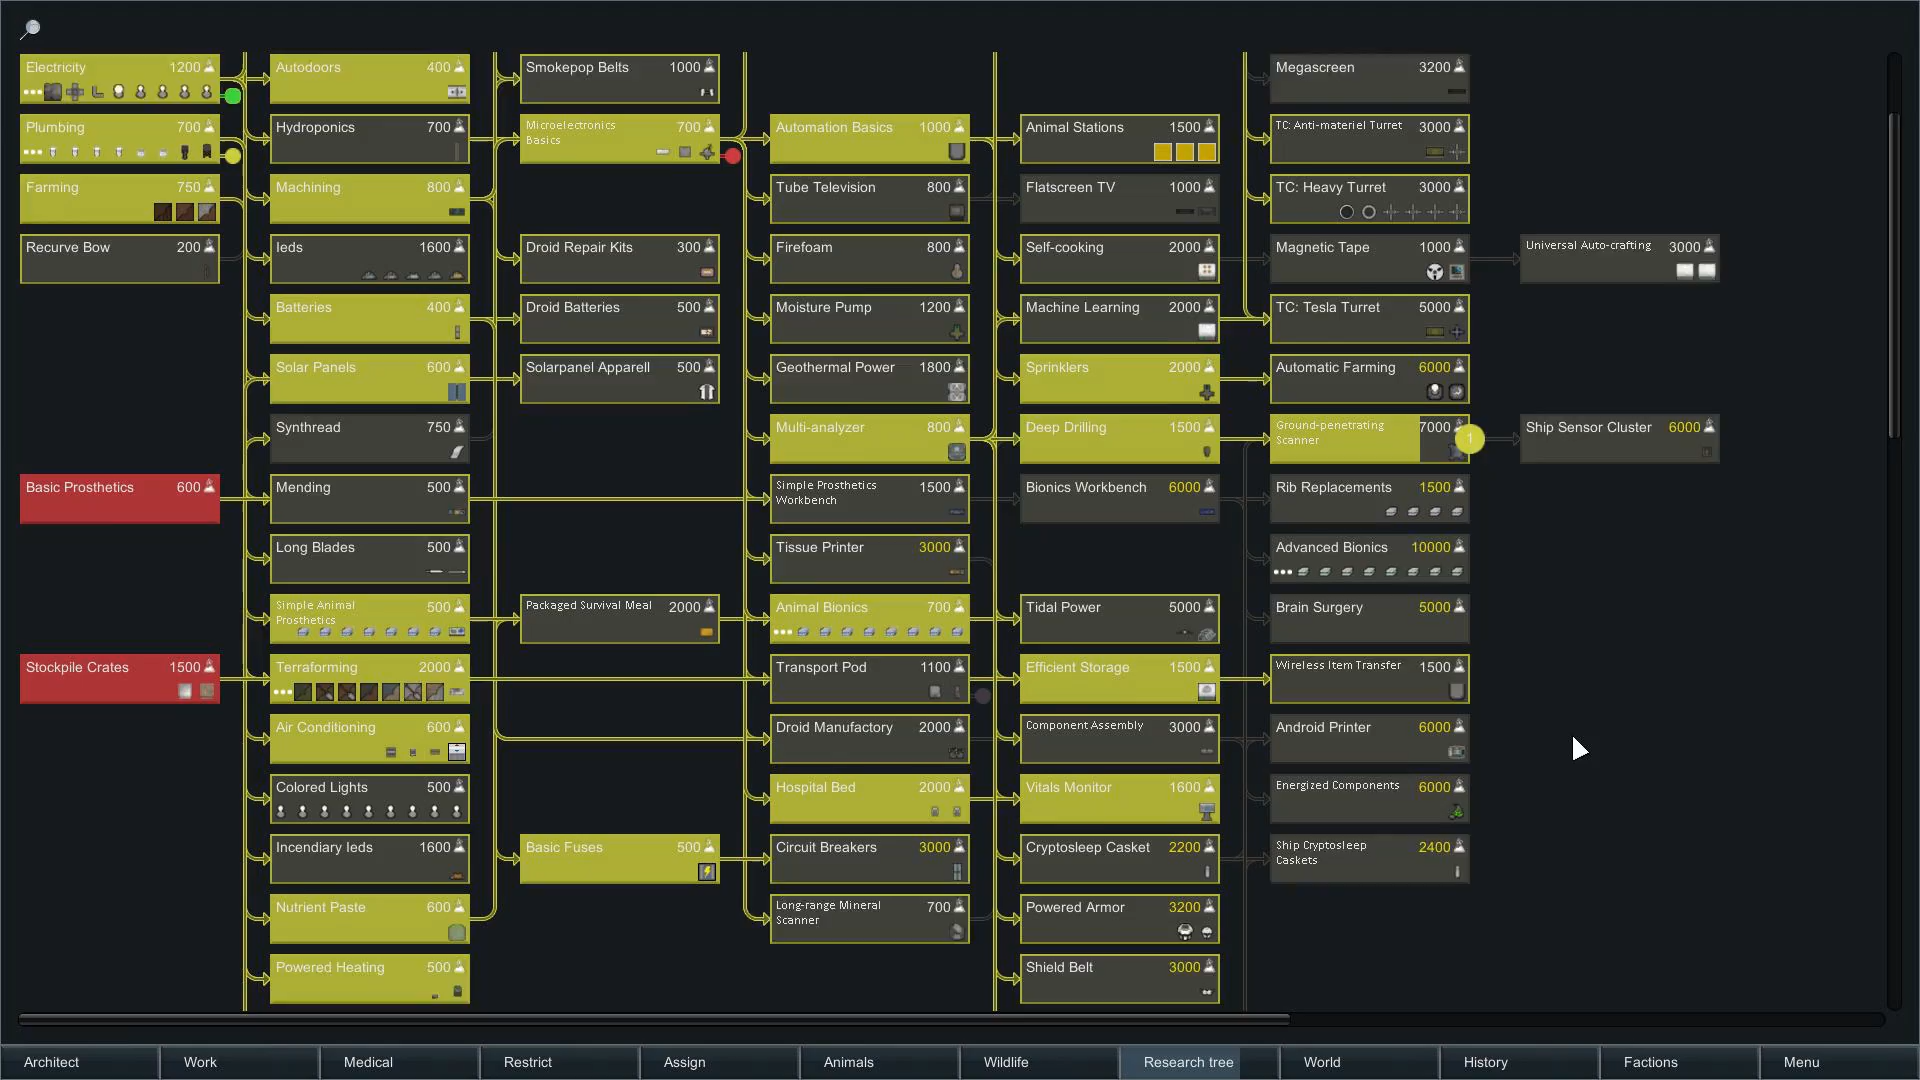 Electricity 1200
Autodoors 400
Smokepop Belts 1000
Megascreen 3200
Plumbing 700
Hydroponics 700
Microelectronics Basics 700
Automation Basics 1000
Animal Stations 1500
TC: Anti-materiel Turret 3000
Farming 750
Machining 800
Tube Television 800
Flatscreen TV 1000
TC: Heavy Turret 3000
Recurve Bow 200
Ieds 1600
Droid Repair Kits 300
Firefoam 800
Self-cooking 2000
Magnetic Tape 1000
Universal Auto-crafting 3000
Batteries 400
Droid Batteries 500
Moisture Pump 1200
Machine Learning 2000
TC: Tesla Turret 5000
Solar Panels 600
Solarpanel Apparell 500
Geothermal Power 1800
Sprinklers 2000
Automatic Farming 6000
Synthread 750
Multi-analyzer 800
Deep Drilling 1500
Ground-penetrating Scanner 7000
1
Ship Sensor Cluster 6000
Basic Prosthetics 600
Mending 500
Simple Prosthetics Workbench 1500
Bionics Workbench 6000
Rib Replacements 1500
Long Blades 500
Tissue Printer 3000
Advanced Bionics 10000
Simple Animal Prosthetics 500
Packaged Survival Meal 2000
Animal Bionics 700
Tidal Power 5000
Brain Surgery 5000
Stockpile Crates 1500
Terraforming 2000
Transport Pod 1100
Efficient Storage 1500
Wireless Item Transfer 1500
Air Conditioning 600
Droid Manufactory 2000
Component Assembly 3000
Android Printer 6000
Colored Lights 500
Hospital Bed 2000
Vitals Monitor 1600
Energized Components 6000
Incendiary Ieds 1600
Basic Fuses 500
Circuit Breakers 3000
Cryptosleep Casket 2200
Ship Cryptosleep Caskets 2400
Nutrient Paste 600
Long-range Mineral Scanner 700
Powered Armor 3200
Powered Heating 500
Shield Belt 3000
Architect
Work
Medical
Restrict
Assign
Animals
Wildlife
Research tree
World
History
Factions
Menu